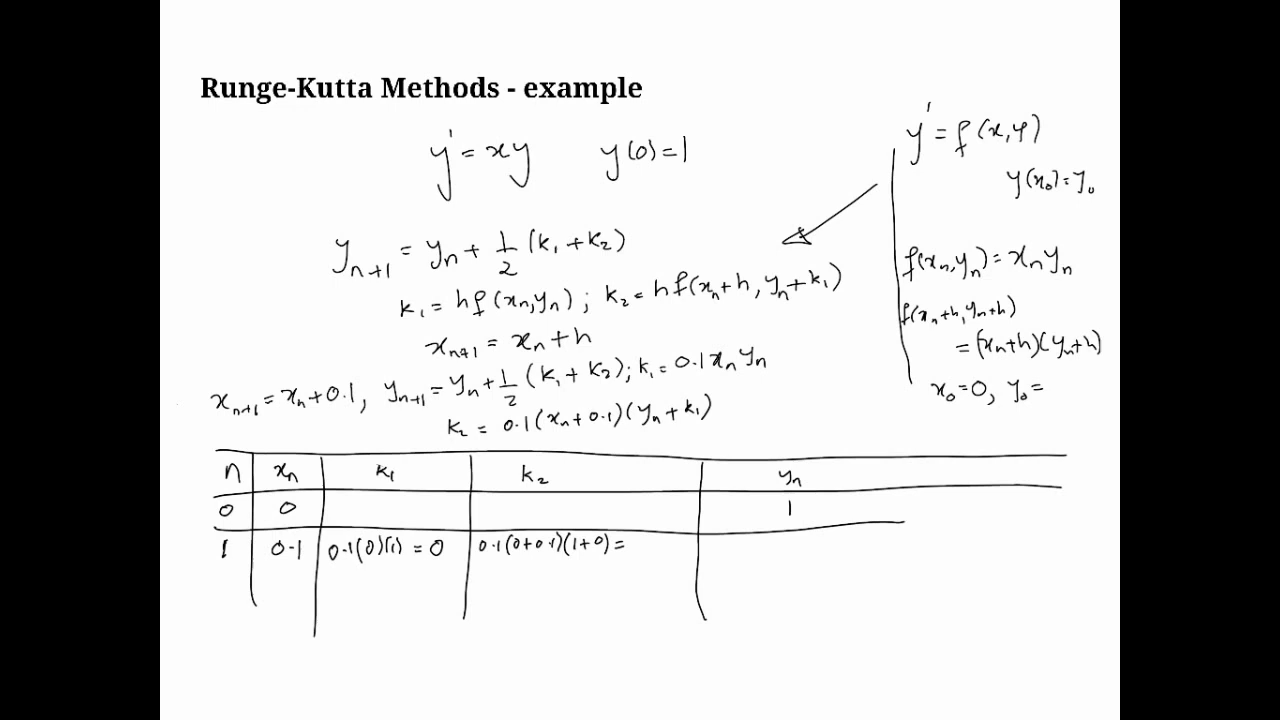 Runge-Kutta Methods - example
y' = xy y(0)=1
y' = f(x,y)
y(x₀)=y₀
yₙ₊₁ = yₙ + 1/2 (k₁ + k₂)
k₁ = hf(xₙ,yₙ) ; k₂ = hf(xₙ+h, yₙ+k₁)
xₙ₊₁ = xₙ + h
f(xₙ,yₙ) = xₙyₙ
f(xₙ+h, yₙ+h)
= (xₙ+h)(yₙ+h)
x₀=0, y₀=
xₙ₊₁ = xₙ + 0.1, yₙ₊₁ = yₙ + 1/2 (k₁ + k₂); k₁ = 0.1xₙyₙ
k₂ = 0.1(xₙ+0.1)(yₙ+k₁)
n xₙ k₁ k₂ yₙ
0 0 1
1 0.1 0.1(0)(1) = 0 0.1(0+0.1)(1+0)=